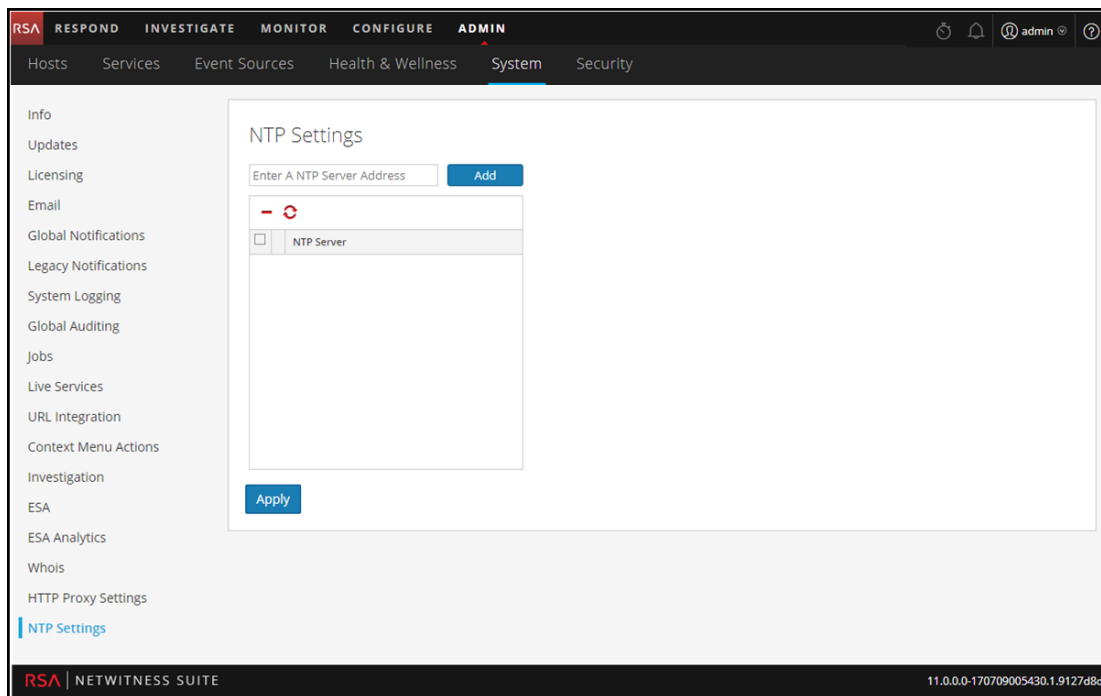 RSA RESPOND INVESTIGATE MONITOR CONFIGURE ADMIN admin ?
Hosts Services Event Sources Health & Wellness System Security
Info
Updates
Licensing
Email
Global Notifications
Legacy Notifications
System Logging
Global Auditing
Jobs
Live Services
URL Integration
Context Menu Actions
Investigation
ESA
ESA Analytics
Whois
HTTP Proxy Settings
NTP Settings
NTP Settings
Enter A NTP Server Address Add
NTP Server
Apply
RSA | NETWITNESS SUITE 11.0.0.0-170709005430.1.9127d8d